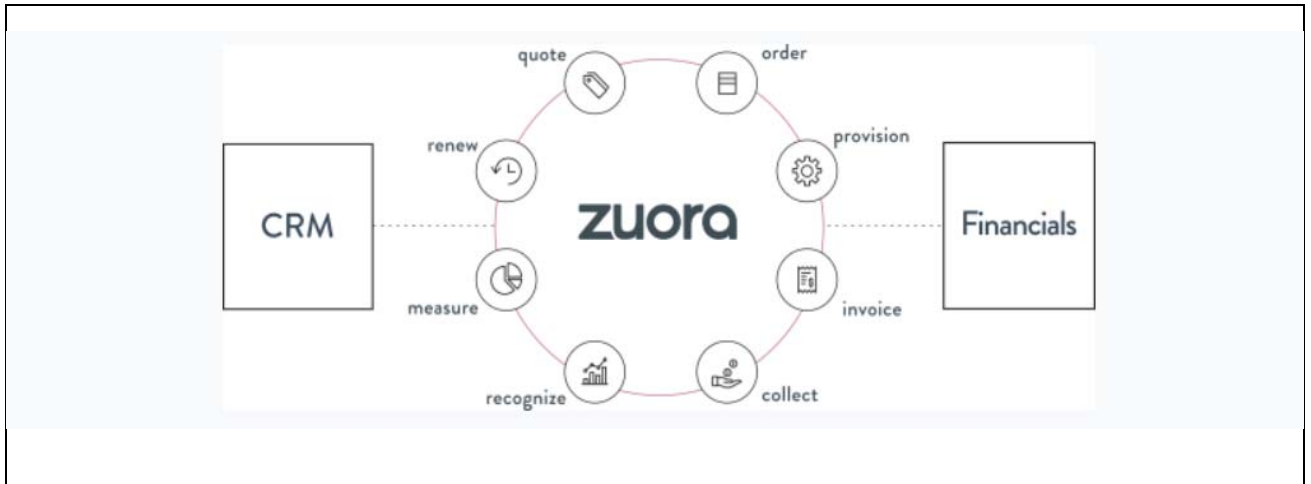 quote
order
renew
provision
CRM
zuora
Financials
measure
invoice
recognize
collect